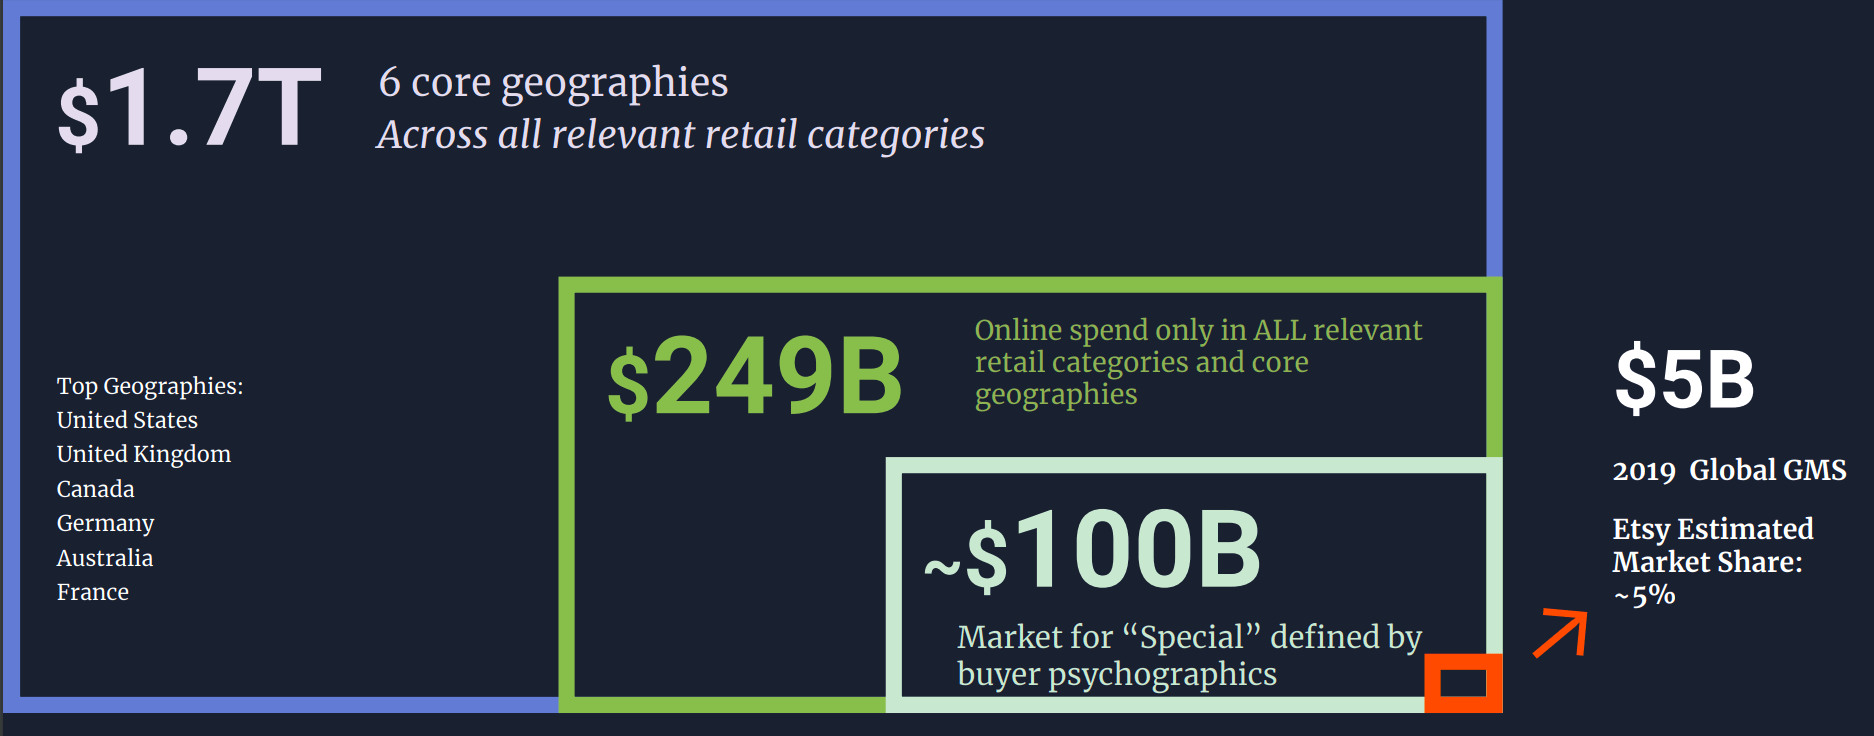 $1.7T
6 core geographies
Across all relevant retail categories
Top Geographies:
United States
United Kingdom
Canada
Germany
Australia
France
$249B
Online spend only in ALL relevant
retail categories and core
geographies
~$100B
Market for “Special” defined by
buyer psychographics
$5B
2019 Global GMS
Etsy Estimated
Market Share:
~5%